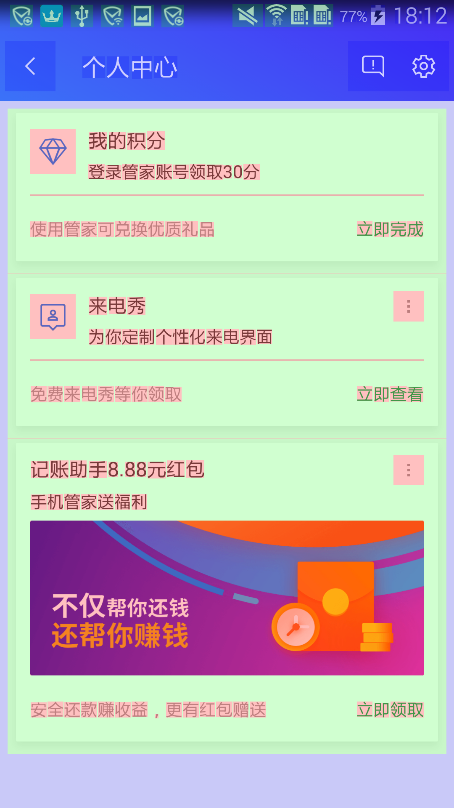 77% 18:12
个人中心
我的积分
登录管家账号领取30分
使用管家可兑换优质礼品 立即完成
来电秀
为你定制个性化来电界面
免费来电秀等你领取 立即查看
记账助手8.88元红包
手机管家送福利
不仅帮你还钱
还帮你赚钱
安全还款赚收益，更有红包赠送 立即领取